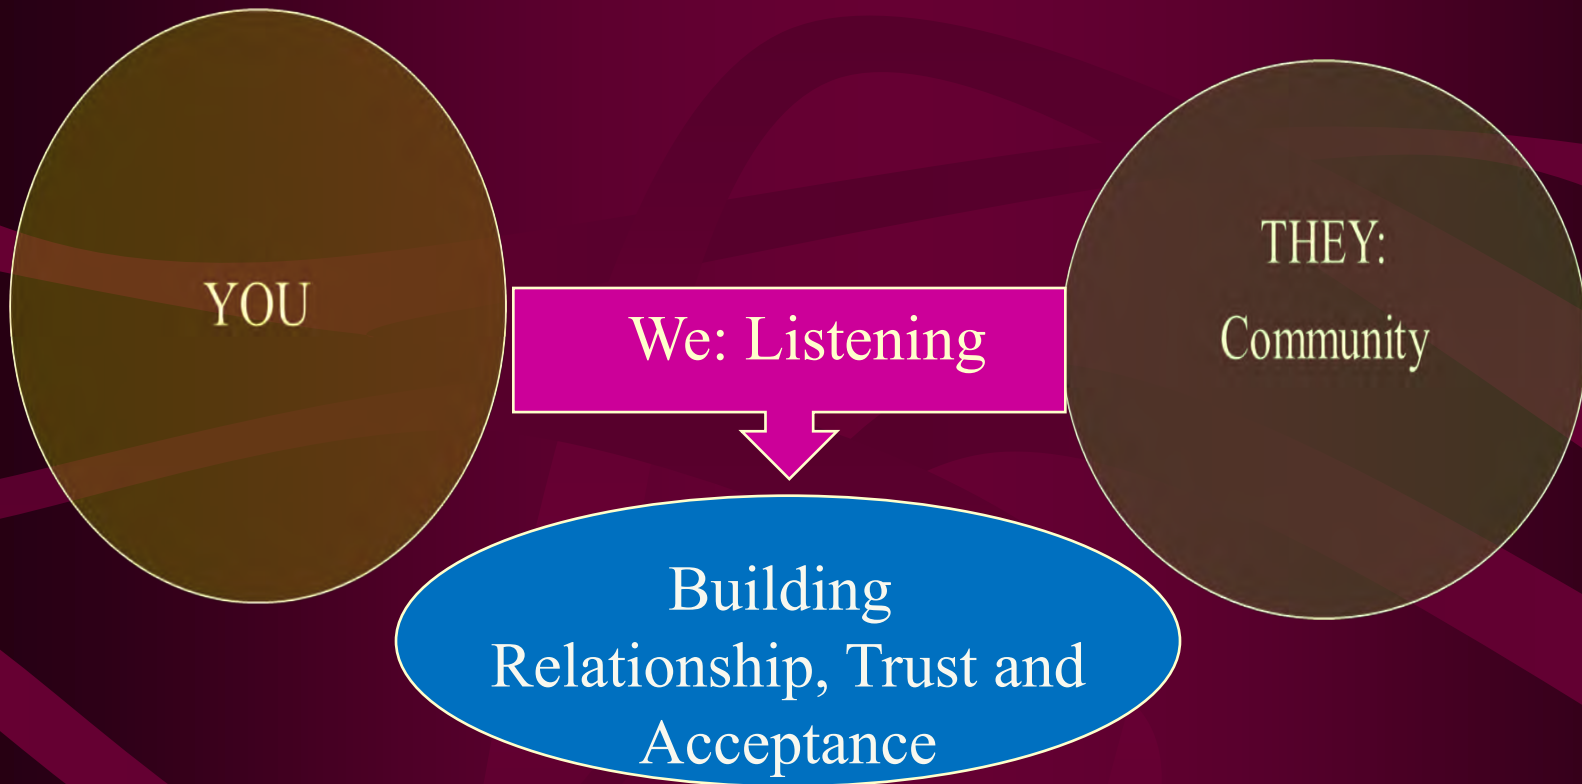 YOU
We: Listening
THEY:
Community
Building
Relationship, Trust and
Acceptance